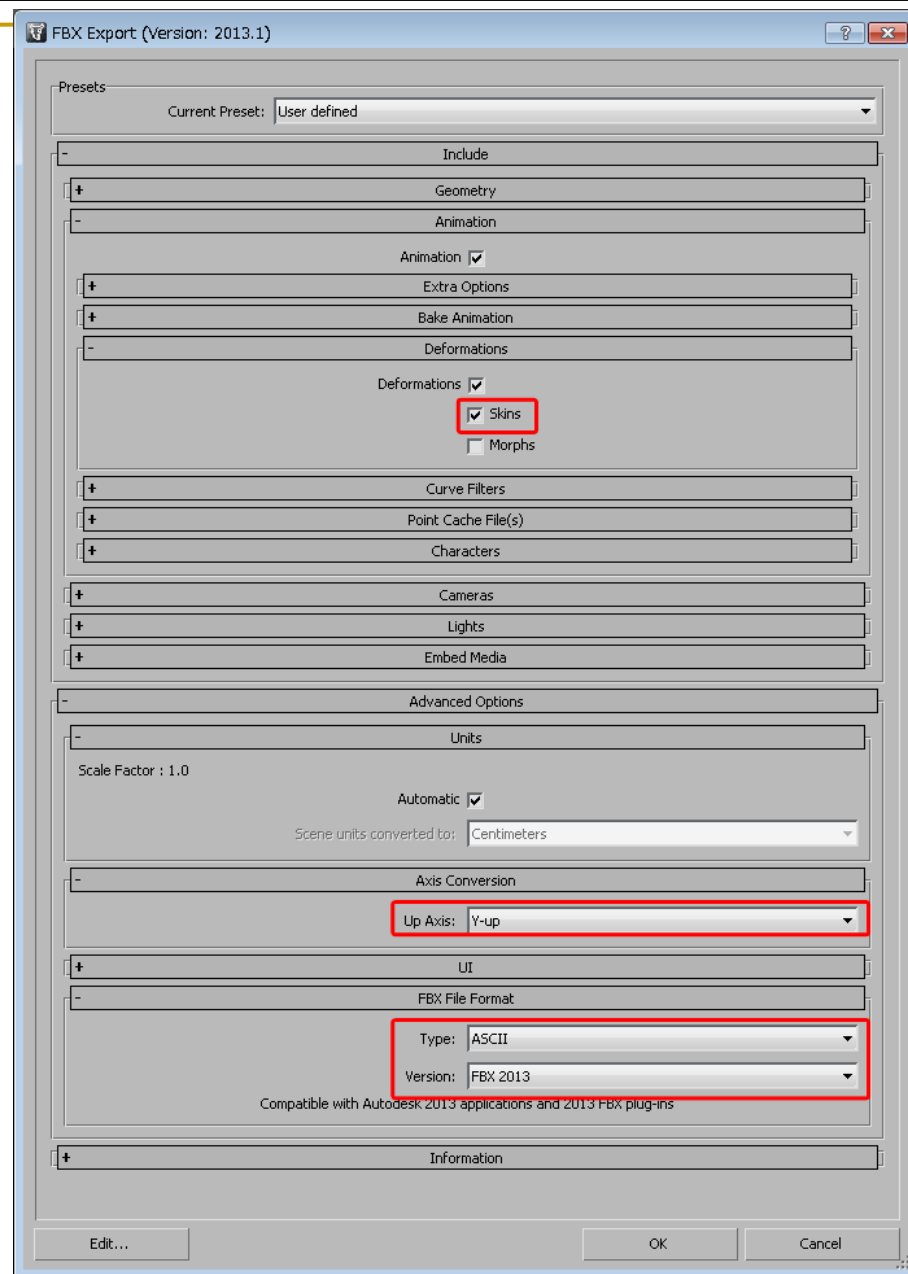 FBX Export (Version: 2013.1)
Presets
Current Preset: User defined
- Include
+ Geometry
- Animation
Animation
+ Extra Options
+ Bake Animation
- Deformations
Deformations
Skins
Morphs
+ Curve Filters
+ Point Cache File(s)
+ Characters
+ Cameras
+ Lights
+ Embed Media
- Advanced Options
- Units
Scale Factor : 1.0
Automatic
Scene units converted to: Centimeters
- Axis Conversion
Up Axis: Y-up
+ UI
- FBX File Format
Type: ASCII
Version: FBX 2013
Compatible with Autodesk 2013 applications and 2013 FBX plug-ins
+ Information
Edit... OK Cancel